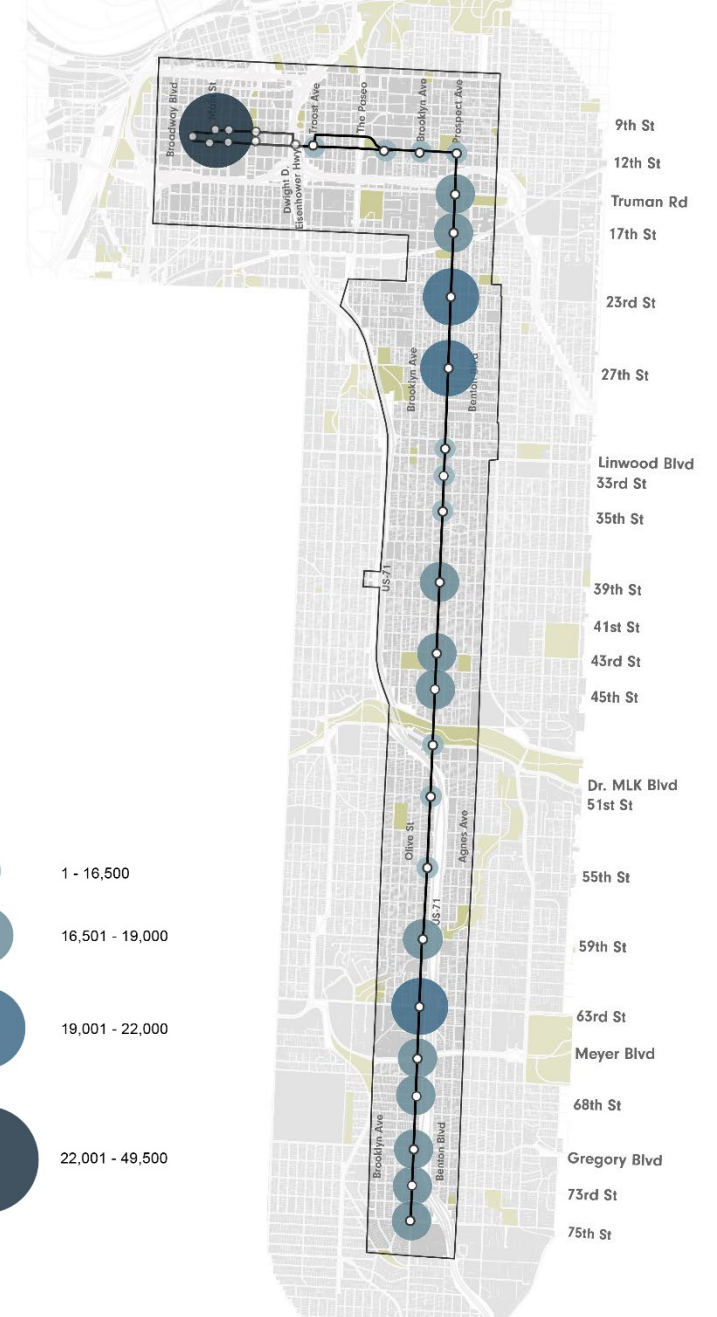 Broadway Blvd
Main St
Troost Ave
The Paseo
Brooklyn Ave
Prospect Ave
Dwight D.
Eisenhower Hwy
9th St
12th St
Truman Rd
17th St
23rd St
27th St
Brooklyn Ave
Benton Blvd
Linwood Blvd
33rd St
35th St
US-71
39th St
41st St
43rd St
45th St
Dr. MLK Blvd
51st St
Olive St
Agnes Ave
55th St
US-71
59th St
63rd St
Meyer Blvd
68th St
Brooklyn Ave
Benton Blvd
Gregory Blvd
73rd St
75th St
1 - 16,500
16,501 - 19,000
19,001 - 22,000
22,001 - 49,500